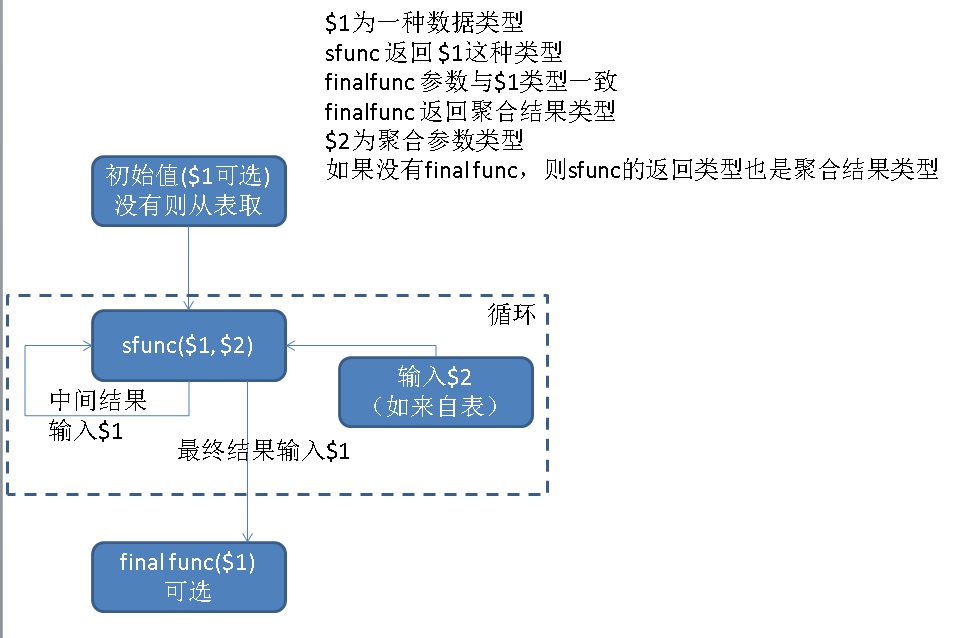 $1为一种数据类型
sfunc 返回 $1这种类型
finalfunc 参数与$1类型一致
finalfunc 返回聚合结果类型
$2为聚合参数类型
如果没有finalfunc，则sfunc的返回类型也是聚合结果类型
初始值($1可选)
没有则从表取
循环
sfunc($1, $2)
输入$2
（如来自表）
中间结果
输入$1
最终结果输入$1
finalfunc($1)
可选